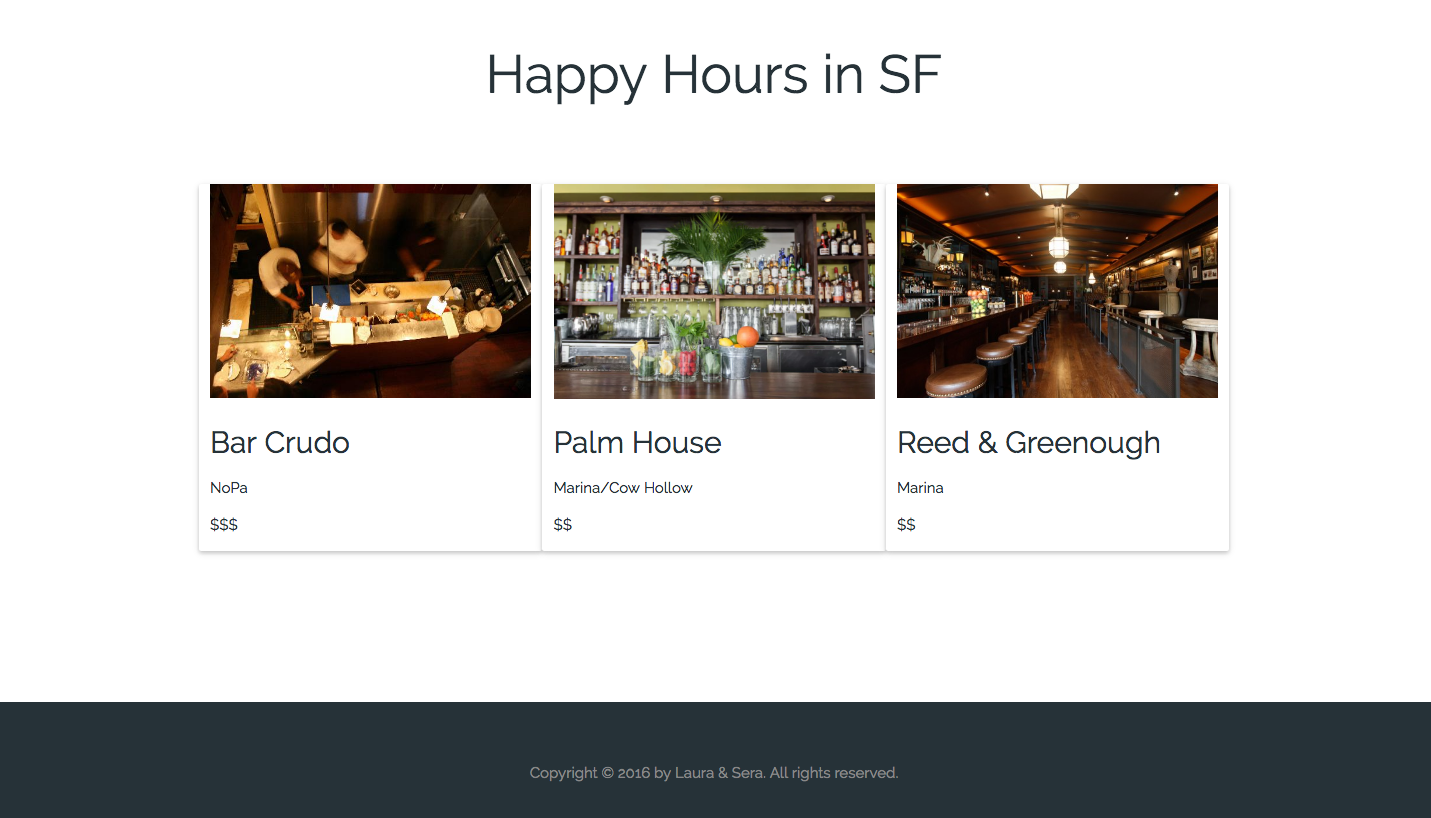 Happy Hours in SF
Bar Crudo
NoPa
$$$
Palm House
Marina/Cow Hollow
$$
Reed & Greenough
Marina
$$
Copyright © 2016 by Laura & Sera. All rights reserved.